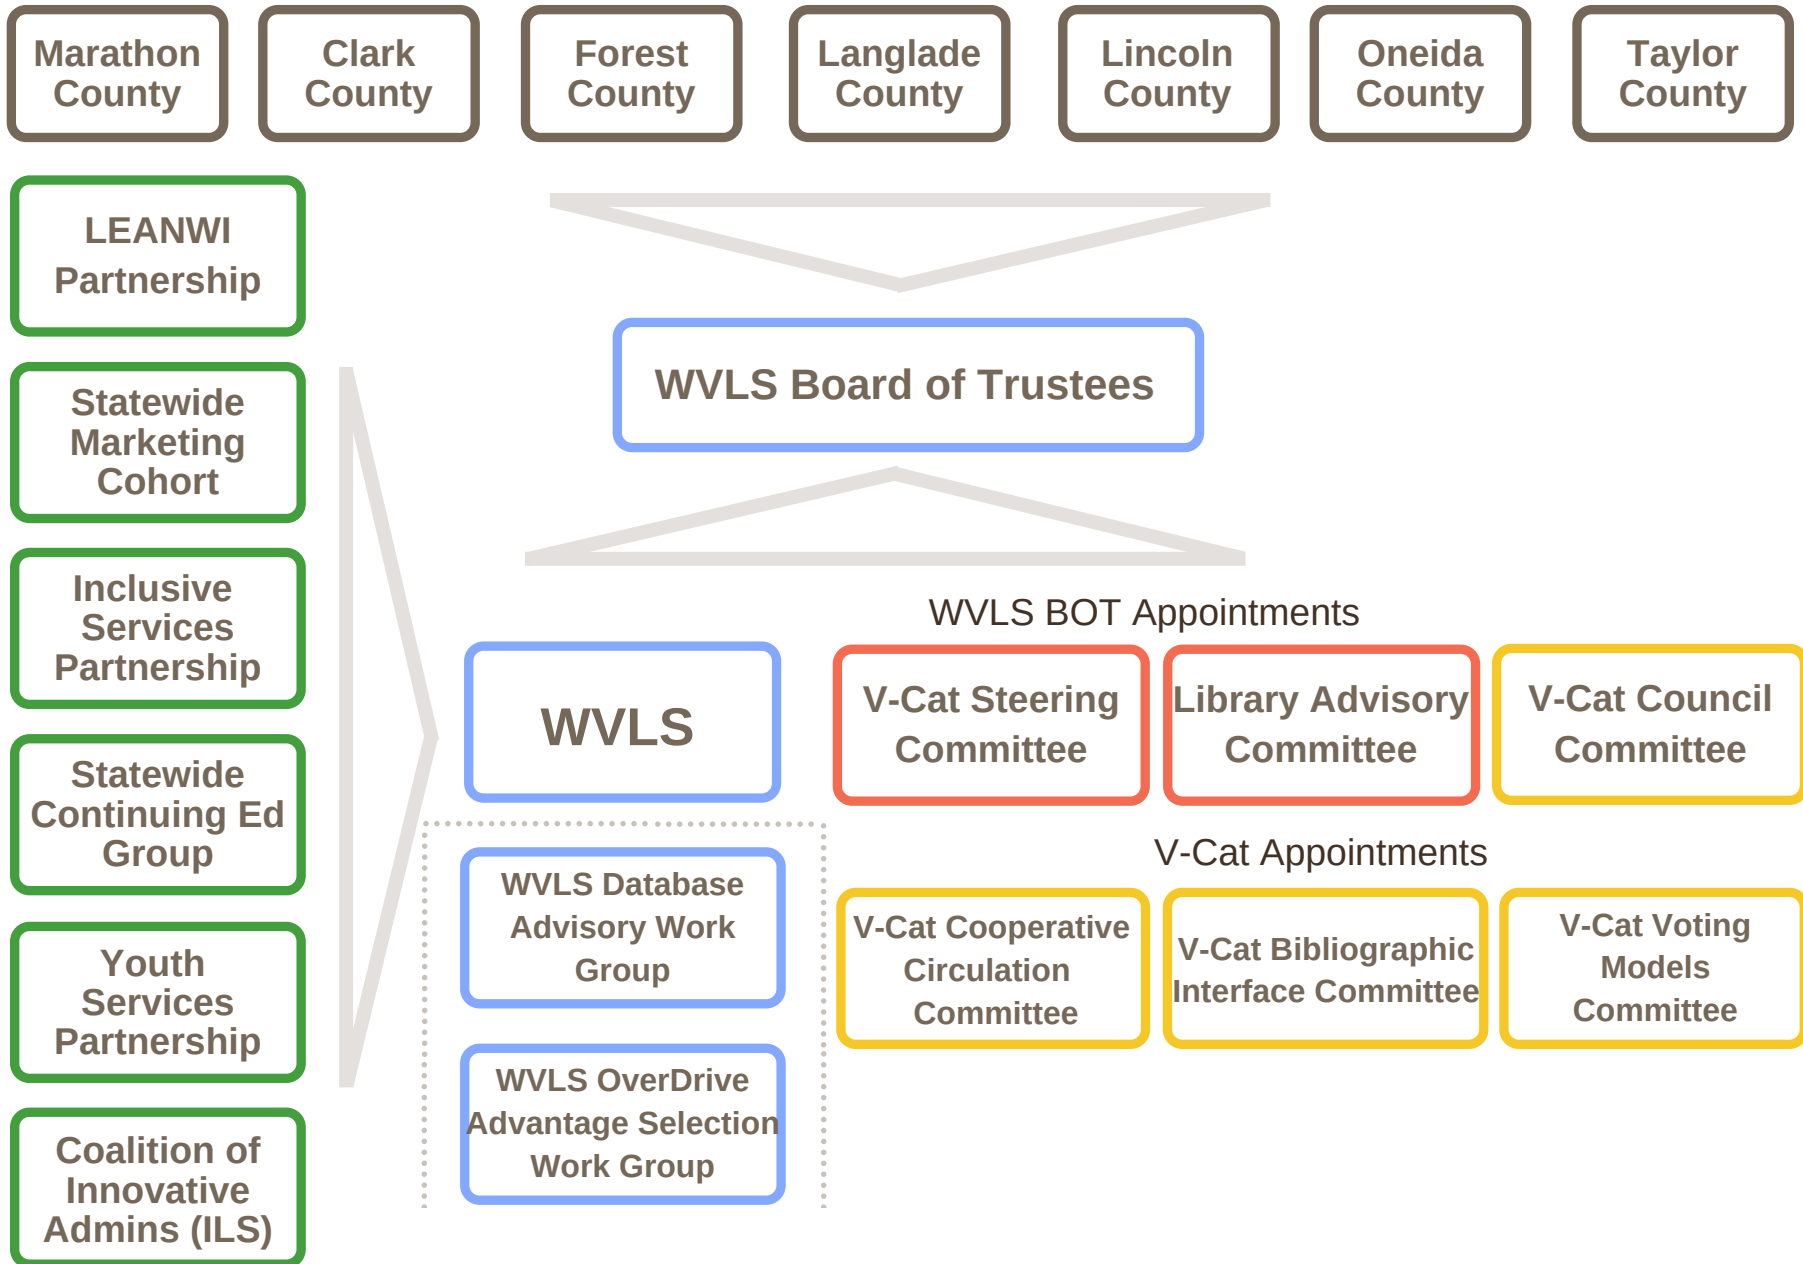 Marathon
County
Clark
County
Forest
County
Langlade
County
Lincoln
County
Oneida
County
Taylor
County
LEANWI
Partnership
Statewide
Marketing
Cohort
Inclusive
Services
Partnership
Statewide
Continuing Ed
Group
Youth
Services
Partnership
Coalition of
Innovative
Admins (ILS)
WVLS Board of Trustees
WVLS
WVLS Database
Advisory Work
Group
WVLS OverDrive
Advantage Selection
Work Group
WVLS BOT Appointments
V-Cat Steering
Committee
Library Advisory
Committee
V-Cat Council
Committee
V-Cat Appointments
V-Cat Cooperative
Circulation
Committee
V-Cat Bibliographic
Interface Committee
V-Cat Voting
Models
Committee